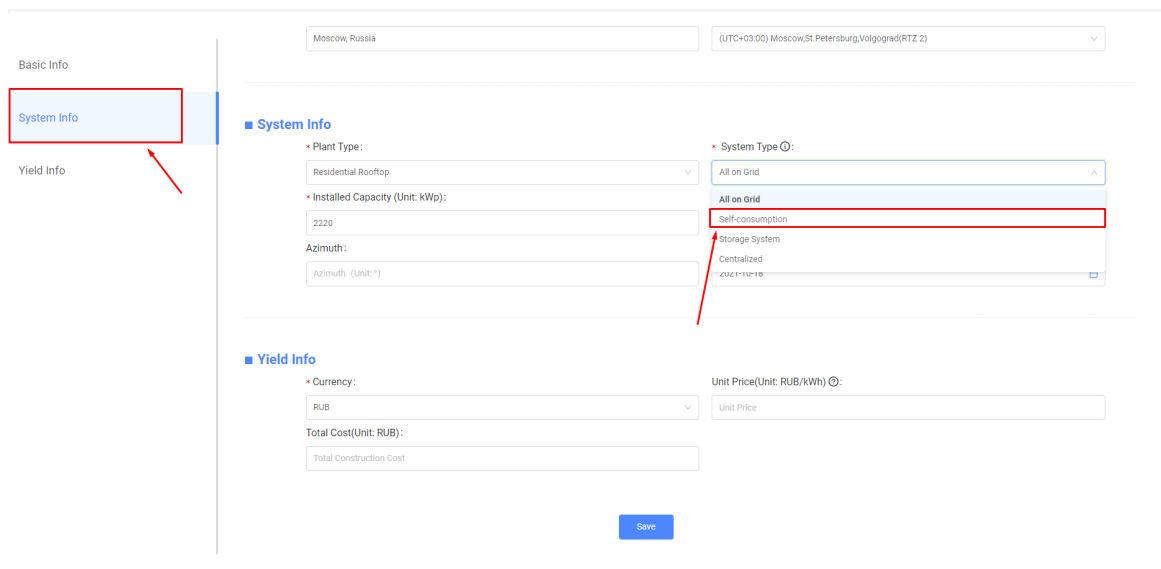 Moscow, Russia
(UTC+03:00) Moscow,St.Petersburg,Volgograd(RTZ 2)
Basic Info
System Info
Yield Info
System Info
* Plant Type:
* System Type ⓘ:
Residential Rooftop
All on Grid
* Installed Capacity (Unit: kWp):
All on Grid
2220
Self-consumption
Azimuth:
Storage System
Centralized
Azimuth (Unit: °)
2021-10-18
Yield Info
* Currency:
Unit Price(Unit: RUB/kWh) ?:
RUB
Unit Price
Total Cost(Unit: RUB):
Total Construction Cost
Save